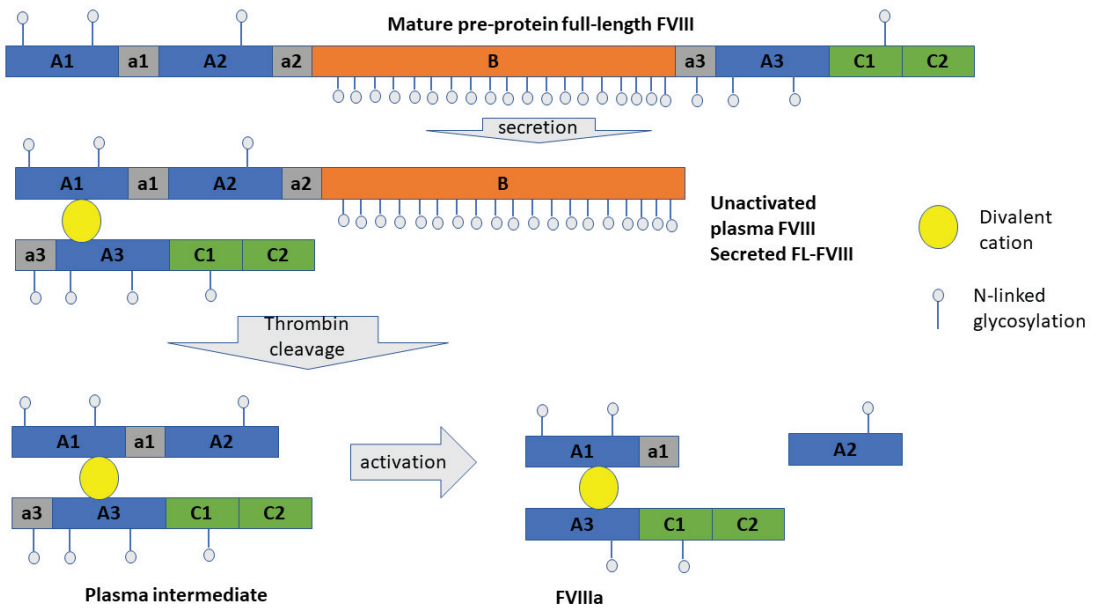 Mature pre-protein full-length FVIII
A1 a1 A2 a2 B a3 A3 C1 C2
secretion
A1 a1 A2 a2 B
a3 A3 C1 C2
Unactivated
plasma FVIII
Secreted FL-FVIII
Divalent
cation
N-linked
glycosylation
Thrombin
cleavage
A1 a1 A2
a3 A3 C1 C2
Plasma intermediate
activation
A1 a1
A2
A3 C1 C2
FVIIIa